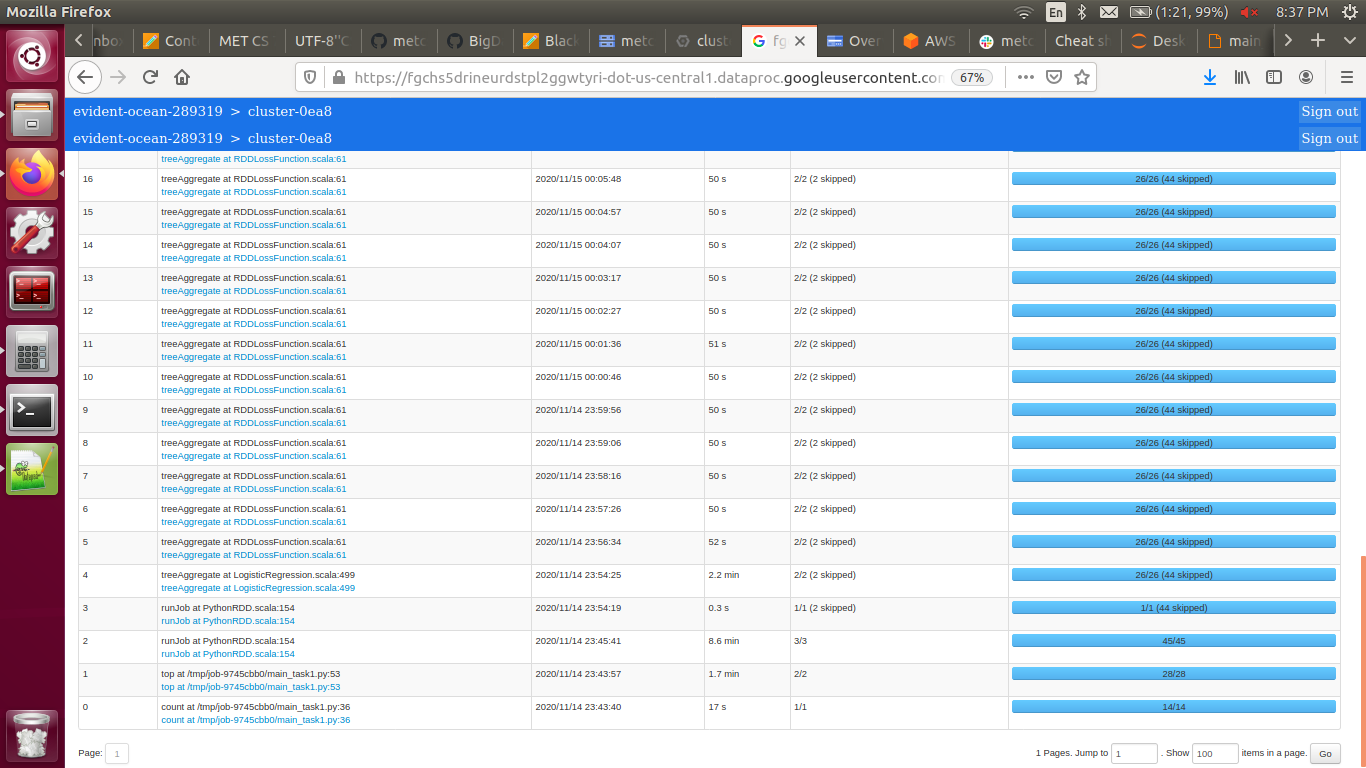 Mozilla Firefox En (1:21, 99%) 8:37 PM
nbox Cont MET CS UTF-8''C metc BigD Black metc clust fg Over AWS metc Cheat sh Desk main
https://fgchs5drineurdstpl2ggwtyri-dot-us-central1.dataproc.googleusercontent.con 67%
evident-ocean-289319 > cluster-0ea8 Sign out
evident-ocean-289319 > cluster-0ea8 Sign out
treeAggregate at RDDLossFunction.scala:61
16 treeAggregate at RDDLossFunction.scala:61 2020/11/15 00:05:48 50 s 2/2 (2 skipped) 26/26 (44 skipped)
treeAggregate at RDDLossFunction.scala:61
15 treeAggregate at RDDLossFunction.scala:61 2020/11/15 00:04:57 50 s 2/2 (2 skipped) 26/26 (44 skipped)
treeAggregate at RDDLossFunction.scala:61
14 treeAggregate at RDDLossFunction.scala:61 2020/11/15 00:04:07 50 s 2/2 (2 skipped) 26/26 (44 skipped)
treeAggregate at RDDLossFunction.scala:61
13 treeAggregate at RDDLossFunction.scala:61 2020/11/15 00:03:17 50 s 2/2 (2 skipped) 26/26 (44 skipped)
treeAggregate at RDDLossFunction.scala:61
12 treeAggregate at RDDLossFunction.scala:61 2020/11/15 00:02:27 50 s 2/2 (2 skipped) 26/26 (44 skipped)
treeAggregate at RDDLossFunction.scala:61
11 treeAggregate at RDDLossFunction.scala:61 2020/11/15 00:01:36 51 s 2/2 (2 skipped) 26/26 (44 skipped)
treeAggregate at RDDLossFunction.scala:61
10 treeAggregate at RDDLossFunction.scala:61 2020/11/15 00:00:46 50 s 2/2 (2 skipped) 26/26 (44 skipped)
treeAggregate at RDDLossFunction.scala:61
9 treeAggregate at RDDLossFunction.scala:61 2020/11/14 23:59:56 50 s 2/2 (2 skipped) 26/26 (44 skipped)
treeAggregate at RDDLossFunction.scala:61
8 treeAggregate at RDDLossFunction.scala:61 2020/11/14 23:59:06 50 s 2/2 (2 skipped) 26/26 (44 skipped)
treeAggregate at RDDLossFunction.scala:61
7 treeAggregate at RDDLossFunction.scala:61 2020/11/14 23:58:16 50 s 2/2 (2 skipped) 26/26 (44 skipped)
treeAggregate at RDDLossFunction.scala:61
6 treeAggregate at RDDLossFunction.scala:61 2020/11/14 23:57:26 50 s 2/2 (2 skipped) 26/26 (44 skipped)
treeAggregate at RDDLossFunction.scala:61
5 treeAggregate at RDDLossFunction.scala:61 2020/11/14 23:56:34 52 s 2/2 (2 skipped) 26/26 (44 skipped)
treeAggregate at RDDLossFunction.scala:61
4 treeAggregate at LogisticRegression.scala:499 2020/11/14 23:54:25 2.2 min 2/2 (2 skipped) 26/26 (44 skipped)
treeAggregate at LogisticRegression.scala:499
3 runJob at PythonRDD.scala:154 2020/11/14 23:54:19 0.3 s 1/1 (2 skipped) 1/1 (44 skipped)
runJob at PythonRDD.scala:154
2 runJob at PythonRDD.scala:154 2020/11/14 23:45:41 8.6 min 3/3 45/45
runJob at PythonRDD.scala:154
1 top at /tmp/job-9745cbb0/main_task1.py:53 2020/11/14 23:43:57 1.7 min 2/2 28/28
top at /tmp/job-9745cbb0/main_task1.py:53
0 count at /tmp/job-9745cbb0/main_task1.py:36 2020/11/14 23:43:40 17 s 1/1 14/14
count at /tmp/job-9745cbb0/main_task1.py:36
Page: 1 1 Pages. Jump to 1 . Show 100 items in a page. Go